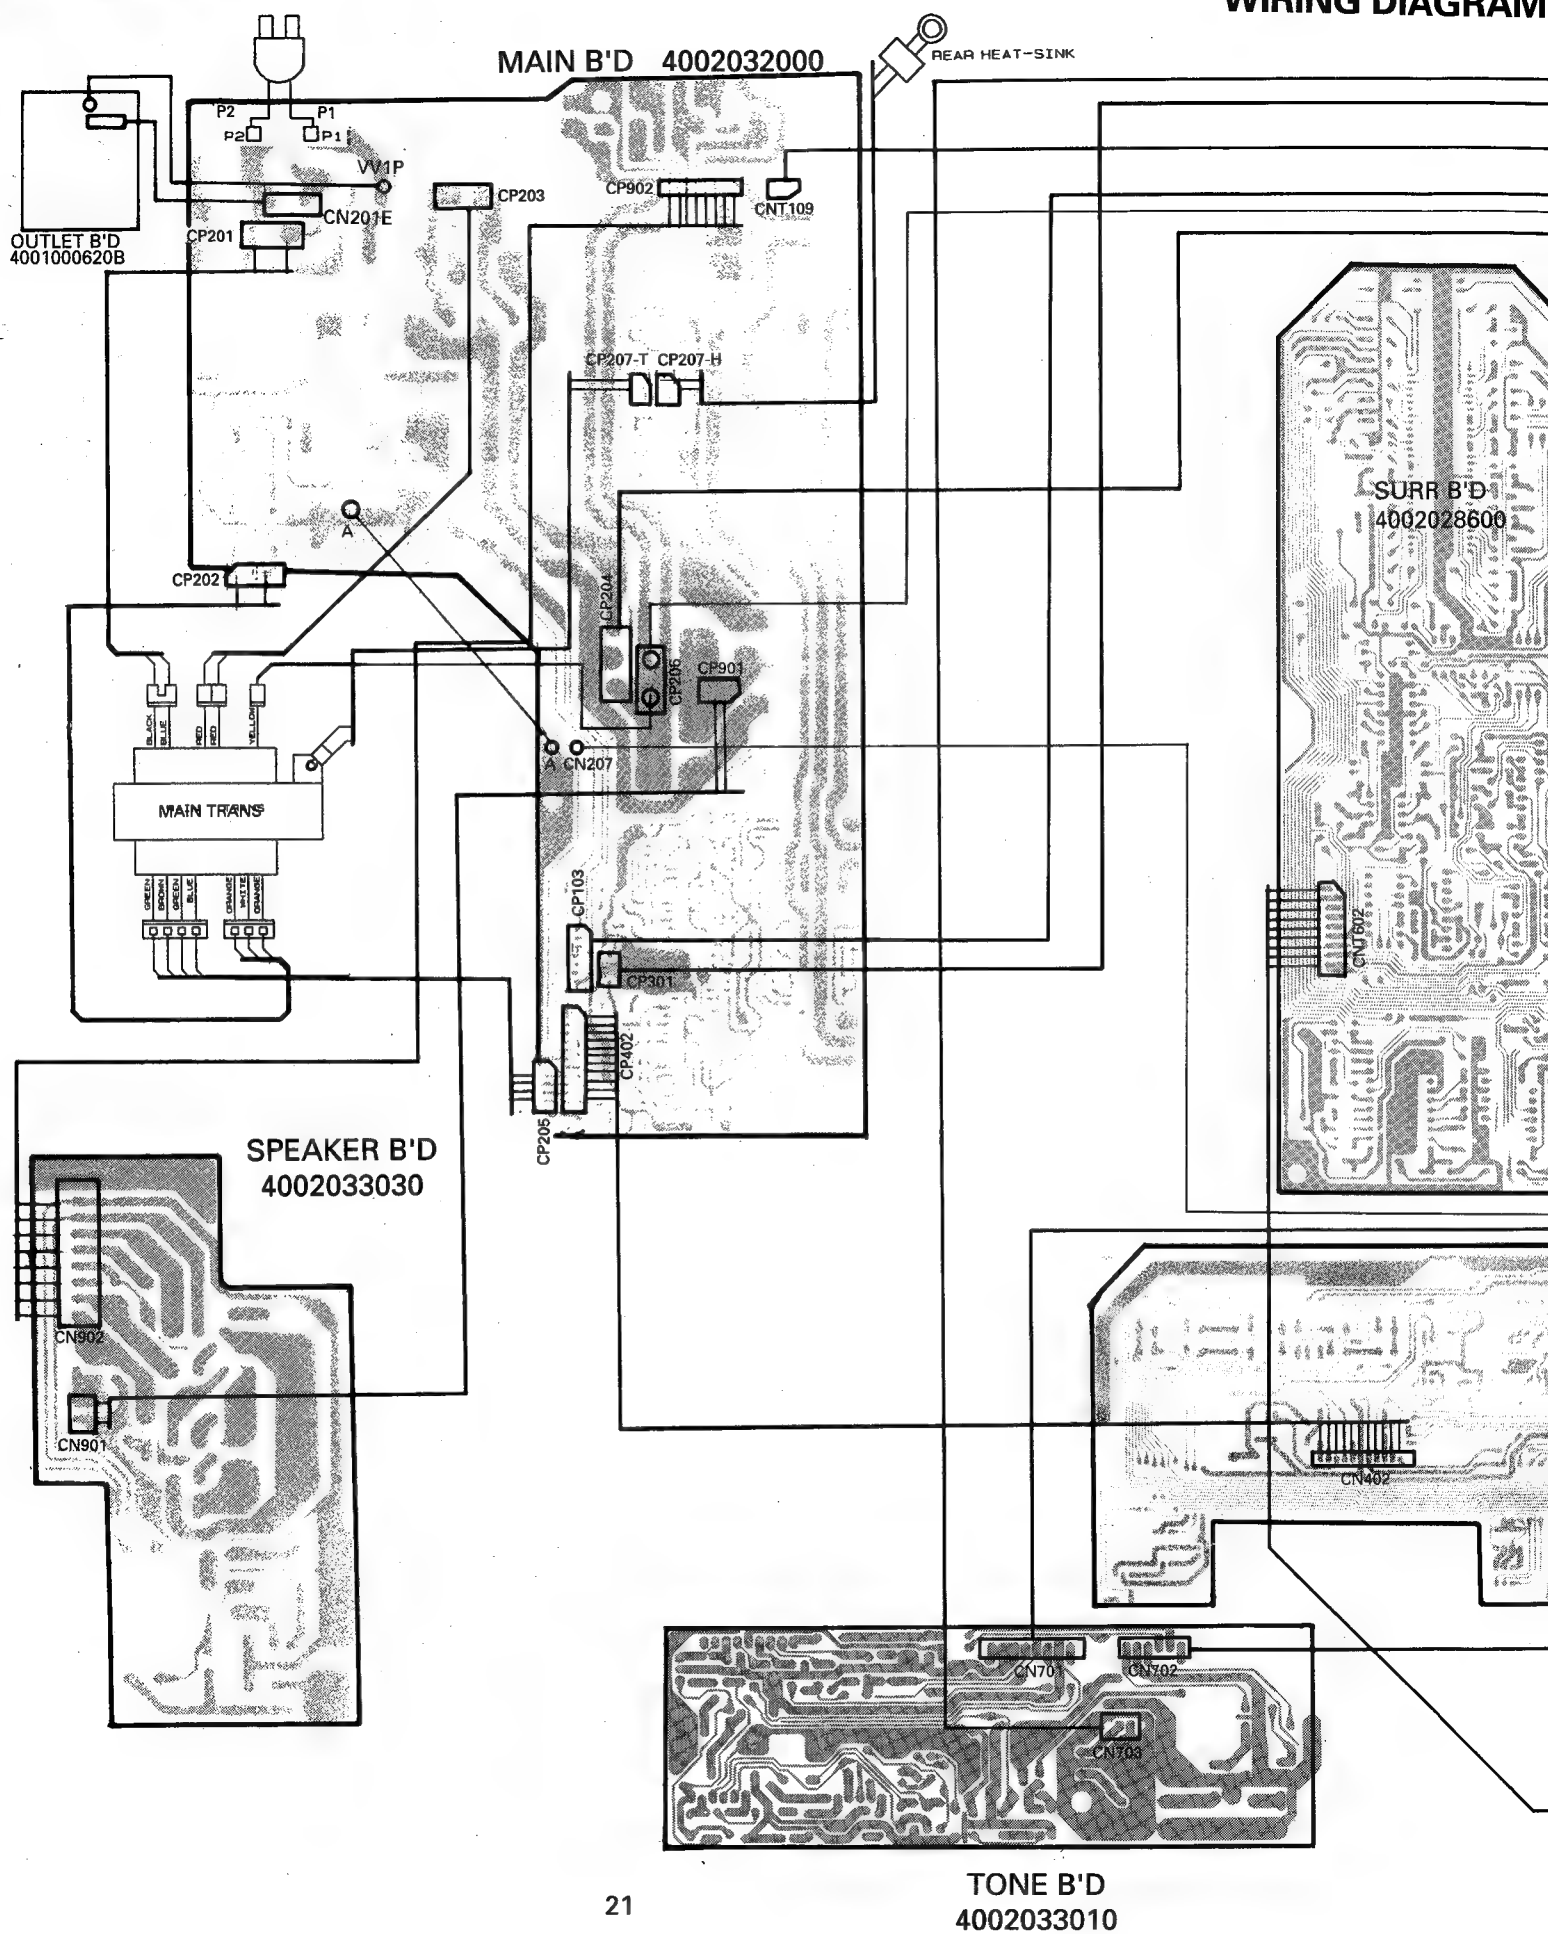 WIRING DIAGRAM
MAIN B'D 4002032000
REAR HEAT-SINK
P2
P1
P2
P1
VV1P
CP203
CP902
CNT109
CN201E
CP201
OUTLET B'D
4001000620B
CP207-T CP207-H
SURR B'D
4002028600
A
CP202
CP204
CP206
CP901
BLACK
BLUE
RED
RED
YELLOW
A CN207
MAIN TRANS
GREEN
BROWN
GREEN
BLUE
ORANGE
WHITE
ORANGE
CP103
CNT602
CP301
CP402
CP205
SPEAKER B'D
4002033030
CN902
CN901
CN402
CN701
CN702
CN703
TONE B'D
4002033010
21